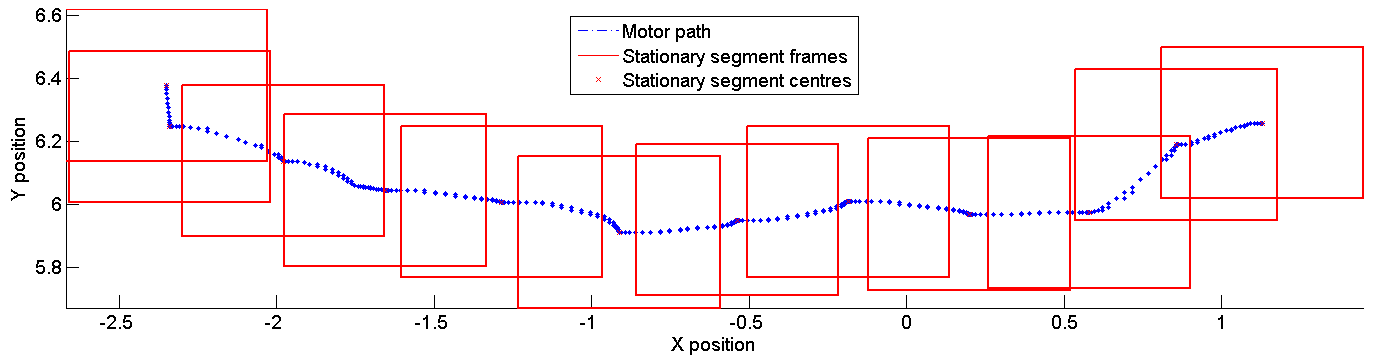 6.6
6.4
6.2
6
5.8
Y position
Motor path
Stationary segment frames
Stationary segment centres
-2.5 -2 -1.5 -1 -0.5 0 0.5 1
X position